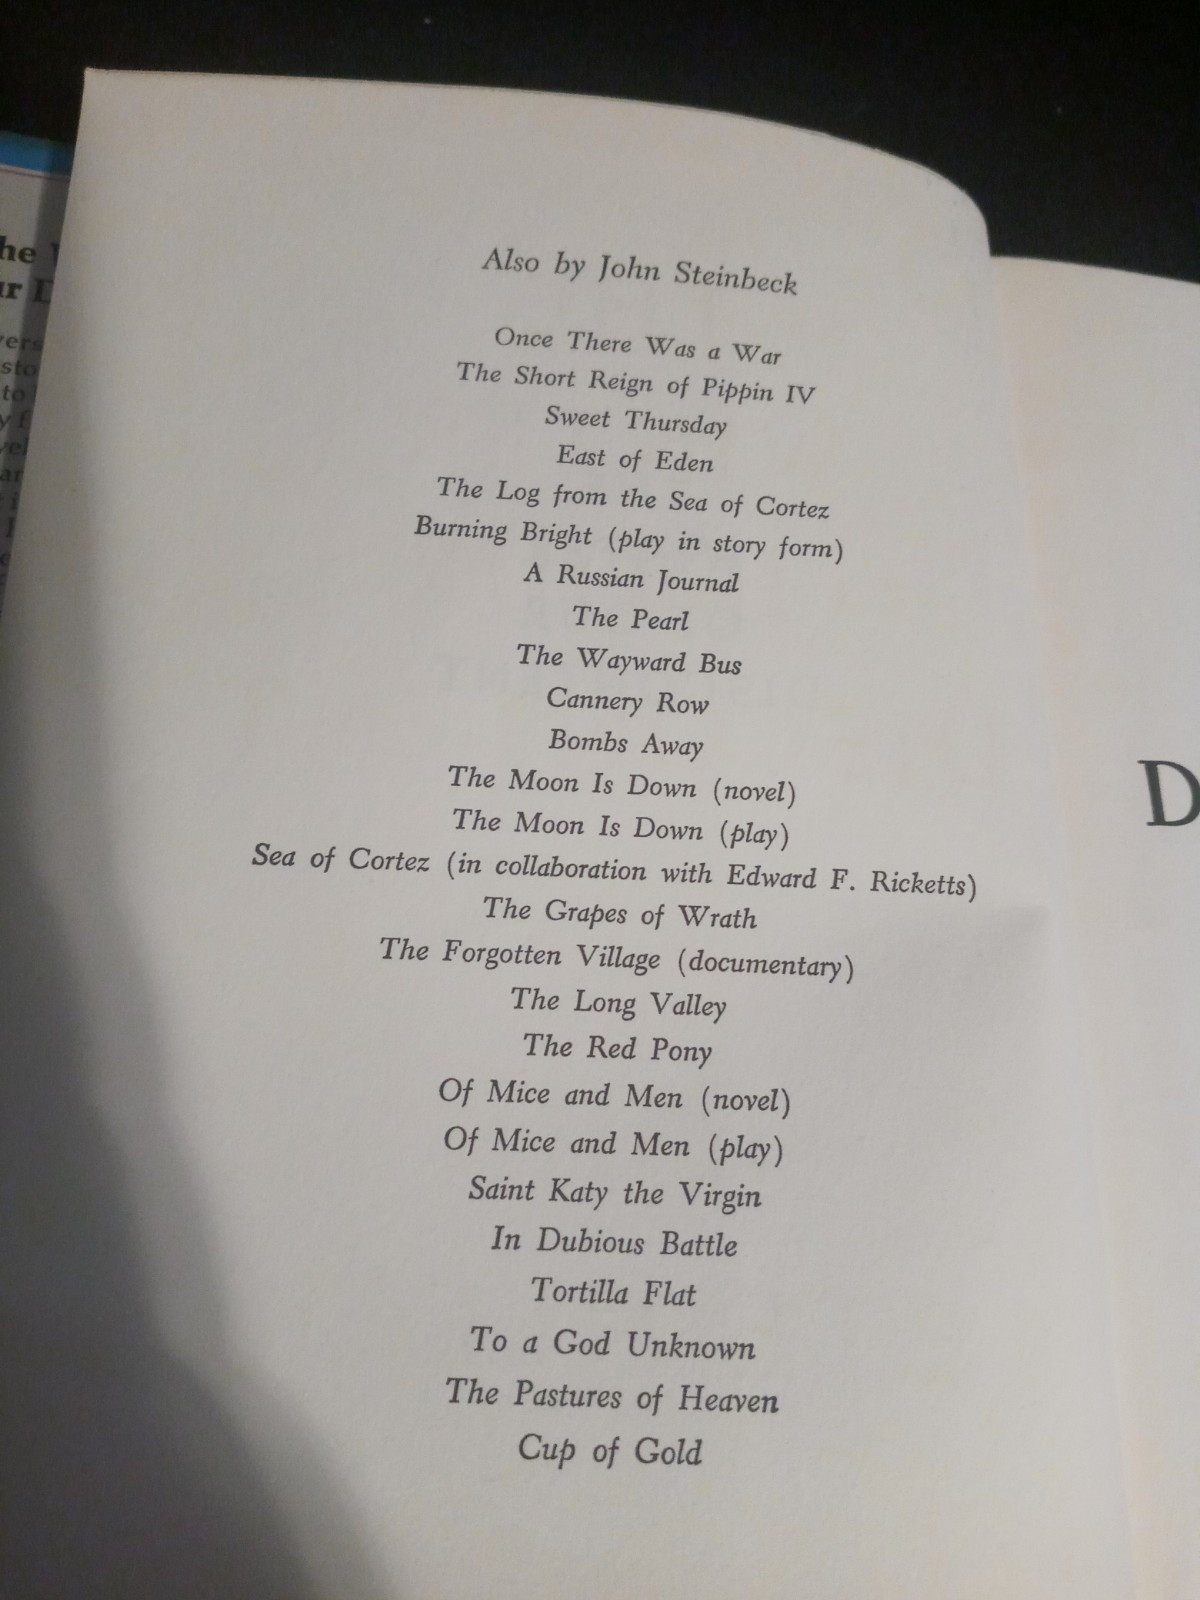 Also by John Steinbeck
Once There Was a War
The Short Reign of Pippin IV
Sweet Thursday
East of Eden
The Log from the Sea of Cortez
Burning Bright (play in story form)
A Russian Journal
The Pearl
The Wayward Bus
Cannery Row
Bombs Away
The Moon Is Down (novel)
The Moon Is Down (play)
Sea of Cortez (in collaboration with Edward F. Ricketts)
The Grapes of Wrath
The Forgotten Village (documentary)
The Long Valley
The Red Pony
Of Mice and Men (novel)
Of Mice and Men (play)
Saint Katy the Virgin
In Dubious Battle
Tortilla Flat
To a God Unknown
The Pastures of Heaven
Cup of Gold
D